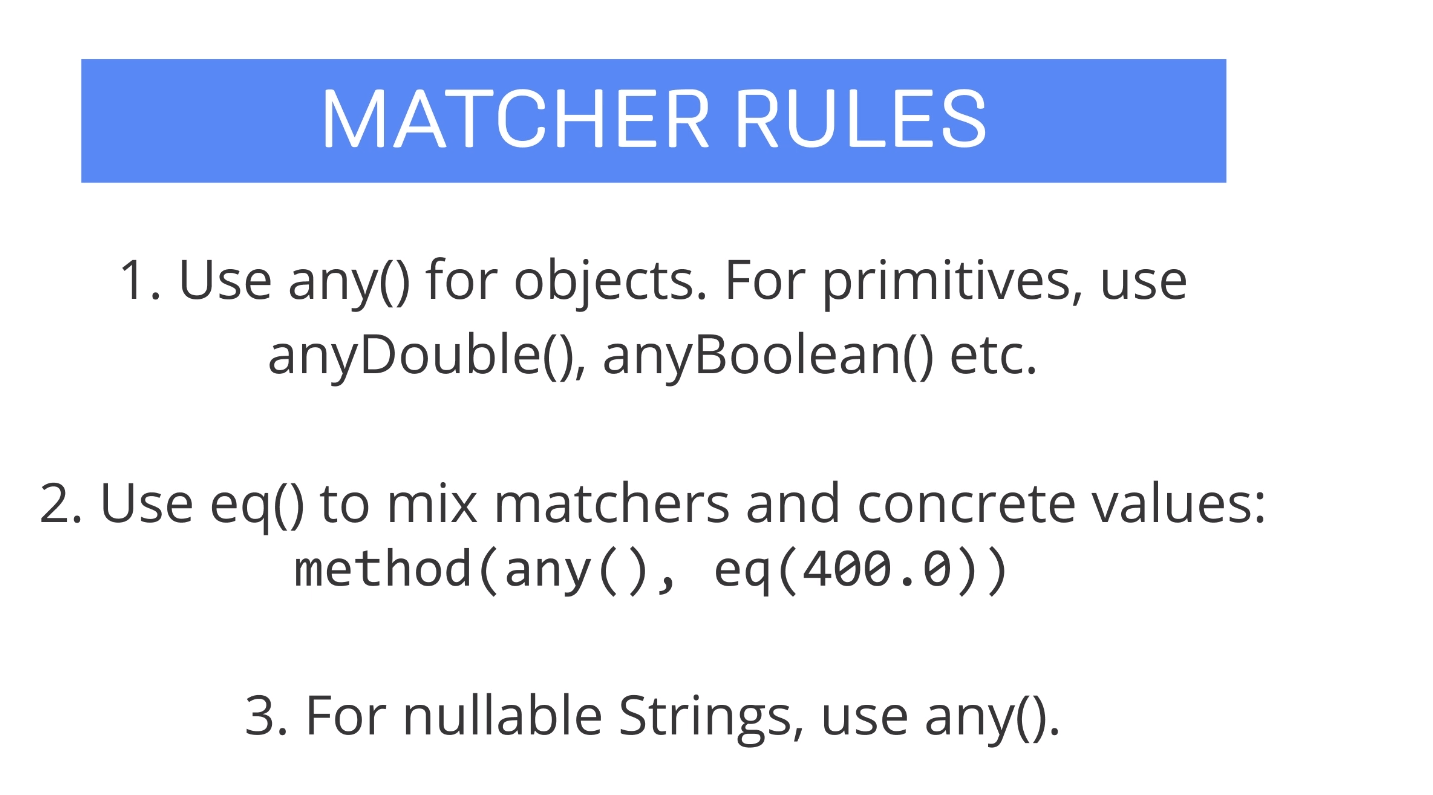 MATCHER RULES
1. Use any() for objects. For primitives, use
anyDouble(), anyBoolean() etc.
2. Use eq() to mix matchers and concrete values:
method(any(), eq(400.0))
3. For nullable Strings, use any().